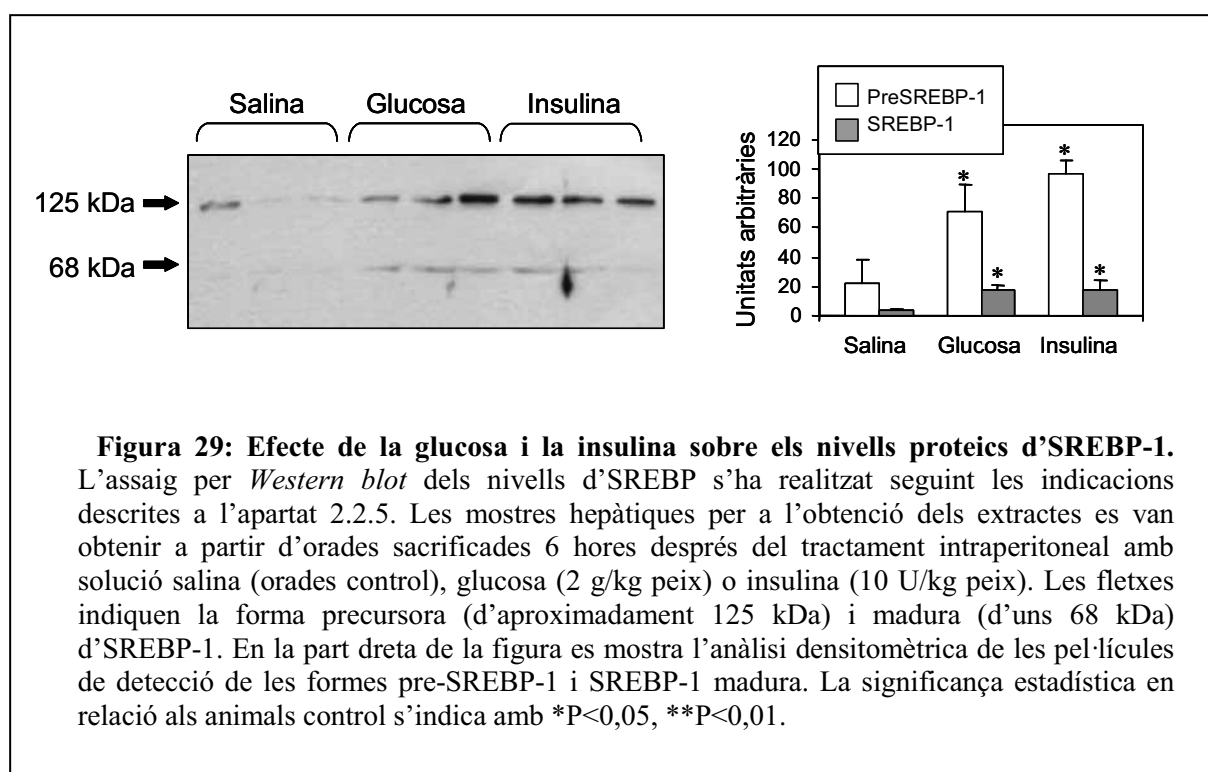 Salina Glucosa Insulina
125 kDa
68 kDa
PreSREBP-1
SREBP-1
Unitats arbitràries
120
100
80
60
40
20
0
* * * *
Salina Glucosa Insulina
Figura 29: Efecte de la glucosa i la insulina sobre els nivells proteics d’SREBP-1.
L’assaig per Western blot dels nivells d’SREBP s’ha realitzat seguint les indicacions
descrites a l’apartat 2.2.5. Les mostres hepàtiques per a l’obtenció dels extractes es van
obtenir a partir d’orades sacrificades 6 hores després del tractament intraperitoneal amb
solució salina (orades control), glucosa (2 g/kg peix) o insulina (10 U/kg peix). Les fletxes
indiquen la forma precursora (d’aproximadament 125 kDa) i madura (d’uns 68 kDa)
d’SREBP-1. En la part dreta de la figura es mostra l’anàlisi densitomètrica de les pel·lícules
de detecció de les formes pre-SREBP-1 i SREBP-1 madura. La significança estadística en
relació als animals control s’indica amb *P<0,05, **P<0,01.